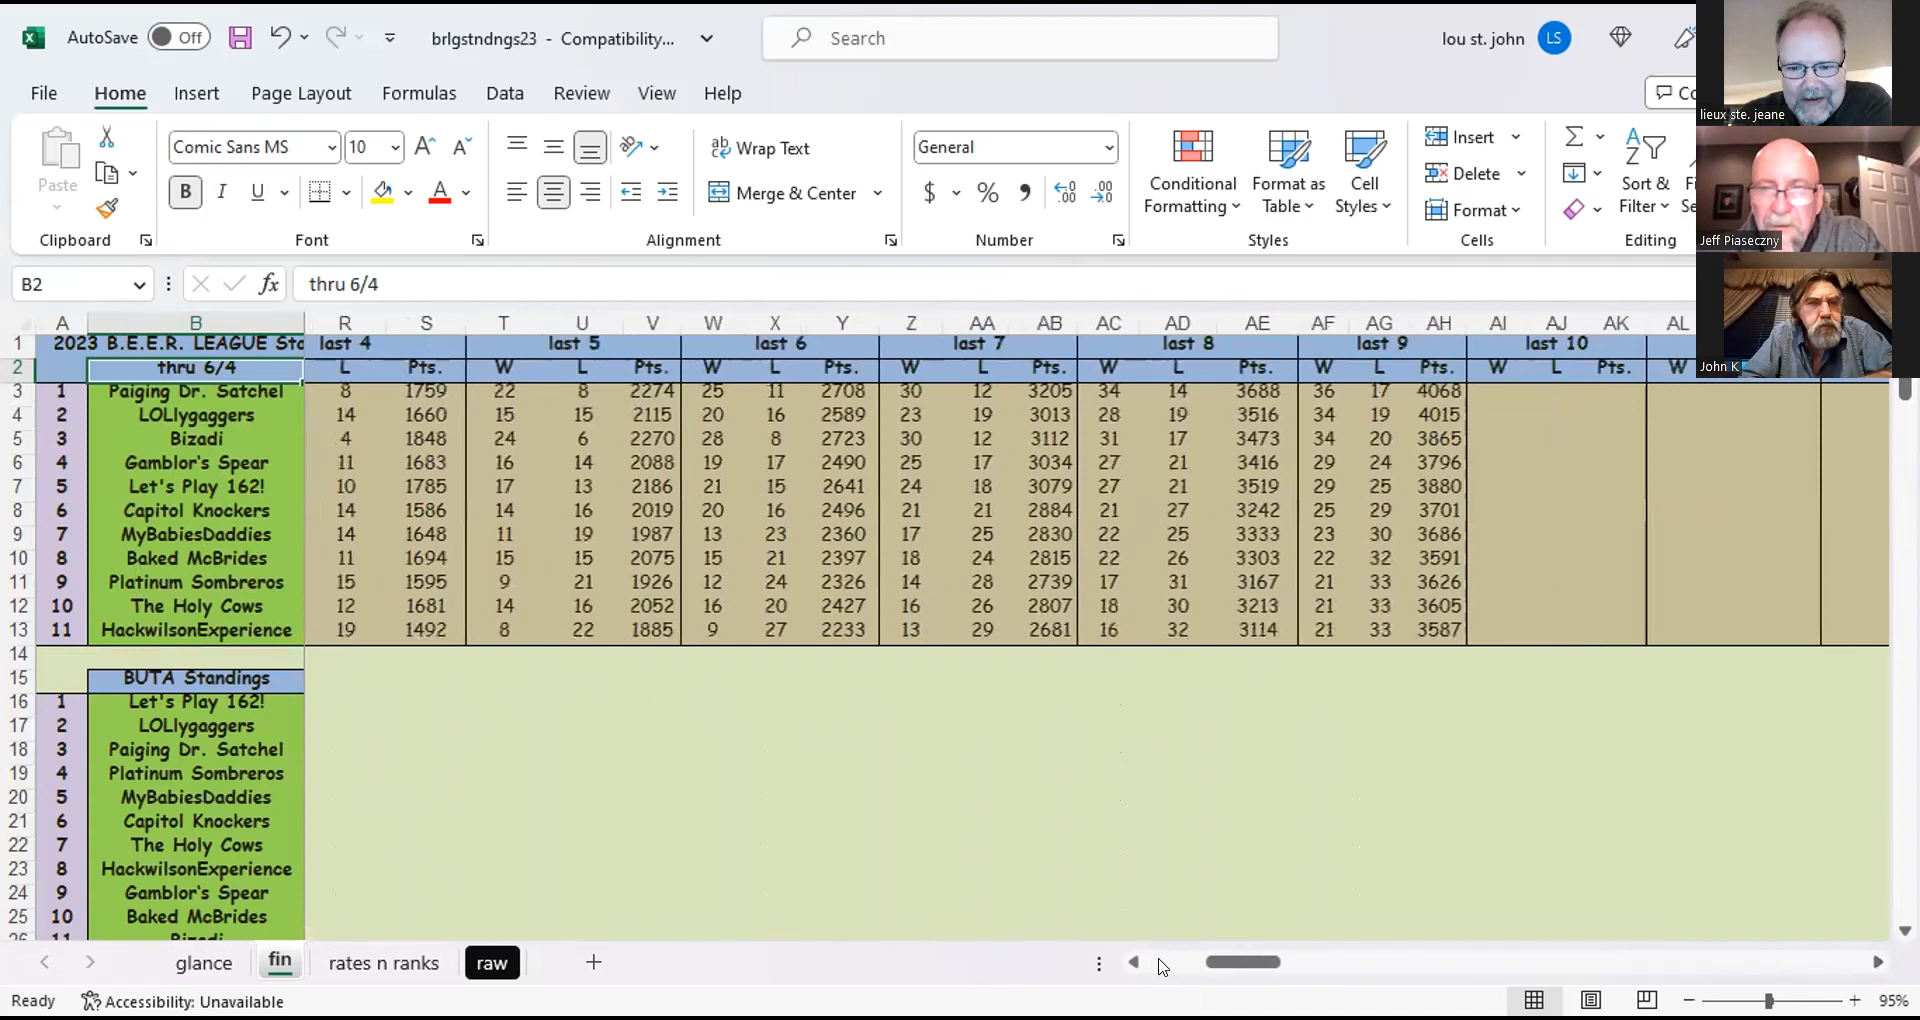 AutoSave Off brlgstndngs23 - Compatibility... Search lou st. john LS
File Home Insert Page Layout Formulas Data Review View Help
Paste Clipboard
Comic Sans MS 10 B I U A Font
Wrap Text Merge & Center Alignment
General $ % Number
Conditional Formatting Format as Table Cell Styles Styles
Insert Delete Format Cells
Sort & Filter Editing
lieux ste. jeane
Jeff Piaseczny
John K
B2 fx thru 6/4
A B R S T U V W X Y Z AA AB AC AD AE AF AG AH AI AJ AK AL
1 2023 B.E.E.R. LEAGUE Sta last 4 last 5 last 6 last 7 last 8 last 9 last 10
2 thru 6/4 L Pts. W L Pts. W L Pts. W L Pts. W L Pts. W L Pts. W L Pts. W
3 1 Paiging Dr. Satchel 8 1759 22 8 2274 25 11 2708 30 12 3205 34 14 3688 36 17 4068
4 2 LOLlygaggers 14 1660 15 15 2115 20 16 2589 23 19 3013 28 19 3516 34 19 4015
5 3 Bizadi 4 1848 24 6 2270 28 8 2723 30 12 3112 31 17 3473 34 20 3865
6 4 Gamblor's Spear 11 1683 16 14 2088 19 17 2490 25 17 3034 27 21 3416 29 24 3796
7 5 Let's Play 162! 10 1785 17 13 2186 21 15 2641 24 18 3079 27 21 3519 29 25 3880
8 6 Capitol Knockers 14 1586 14 16 2019 20 16 2496 21 21 2884 21 27 3242 25 29 3701
9 7 MyBabiesDaddies 14 1648 11 19 1987 13 23 2360 17 25 2830 22 25 3333 23 30 3686
10 8 Baked McBrides 11 1694 15 15 2075 15 21 2397 18 24 2815 22 26 3303 22 32 3591
11 9 Platinum Sombreros 15 1595 9 21 1926 12 24 2326 14 28 2739 17 31 3167 21 33 3626
12 10 The Holy Cows 12 1681 14 16 2052 16 20 2427 16 26 2807 18 30 3213 21 33 3605
13 11 HackwilsonExperience 19 1492 8 22 1885 9 27 2233 13 29 2681 16 32 3114 21 33 3587
14
15 BUTA Standings
16 1 Let's Play 162!
17 2 LOLlygaggers
18 3 Paiging Dr. Satchel
19 4 Platinum Sombreros
20 5 MyBabiesDaddies
21 6 Capitol Knockers
22 7 The Holy Cows
23 8 HackwilsonExperience
24 9 Gamblor's Spear
25 10 Baked McBrides
26 11 Bizadi
glance fin rates n ranks raw
Ready Accessibility: Unavailable 95%